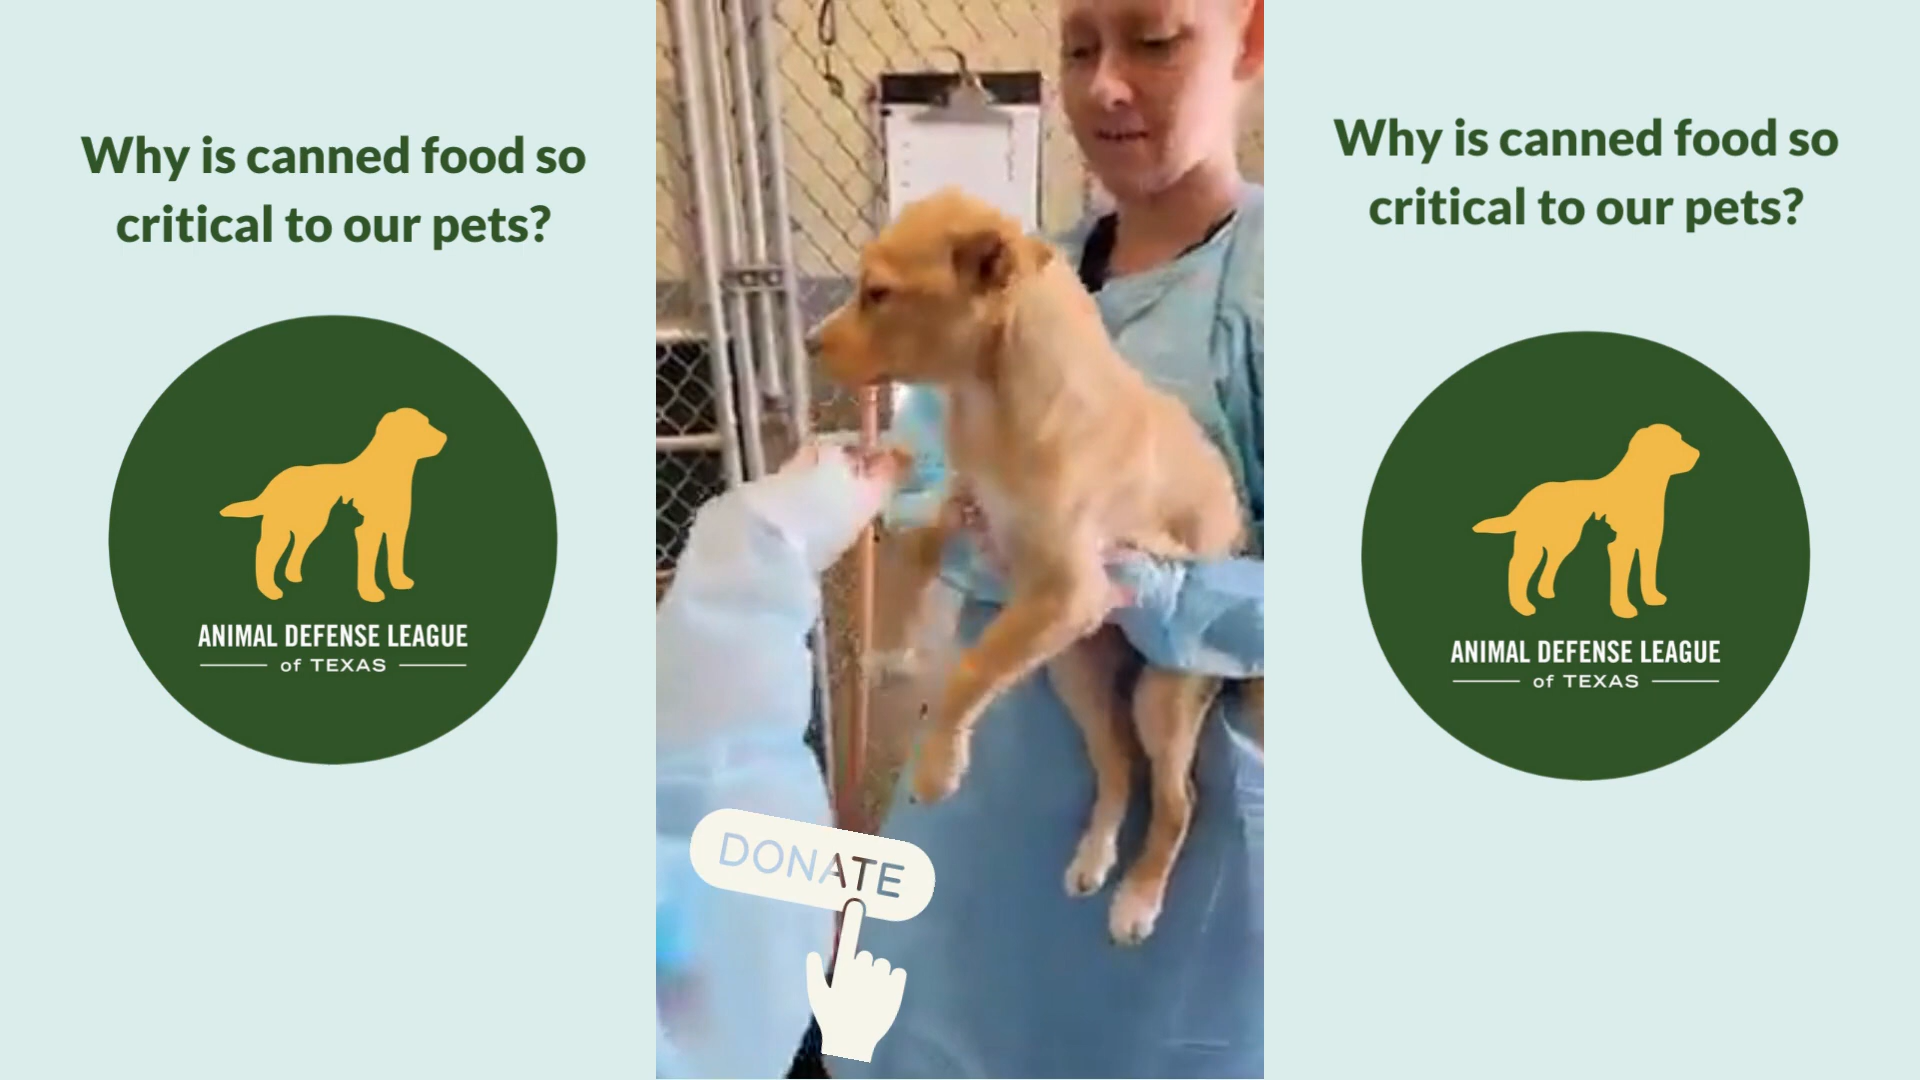 Why is canned food so
critical to our pets?
ANIMAL DEFENSE LEAGUE
of TEXAS
DONATE
Why is canned food so
critical to our pets?
ANIMAL DEFENSE LEAGUE
of TEXAS